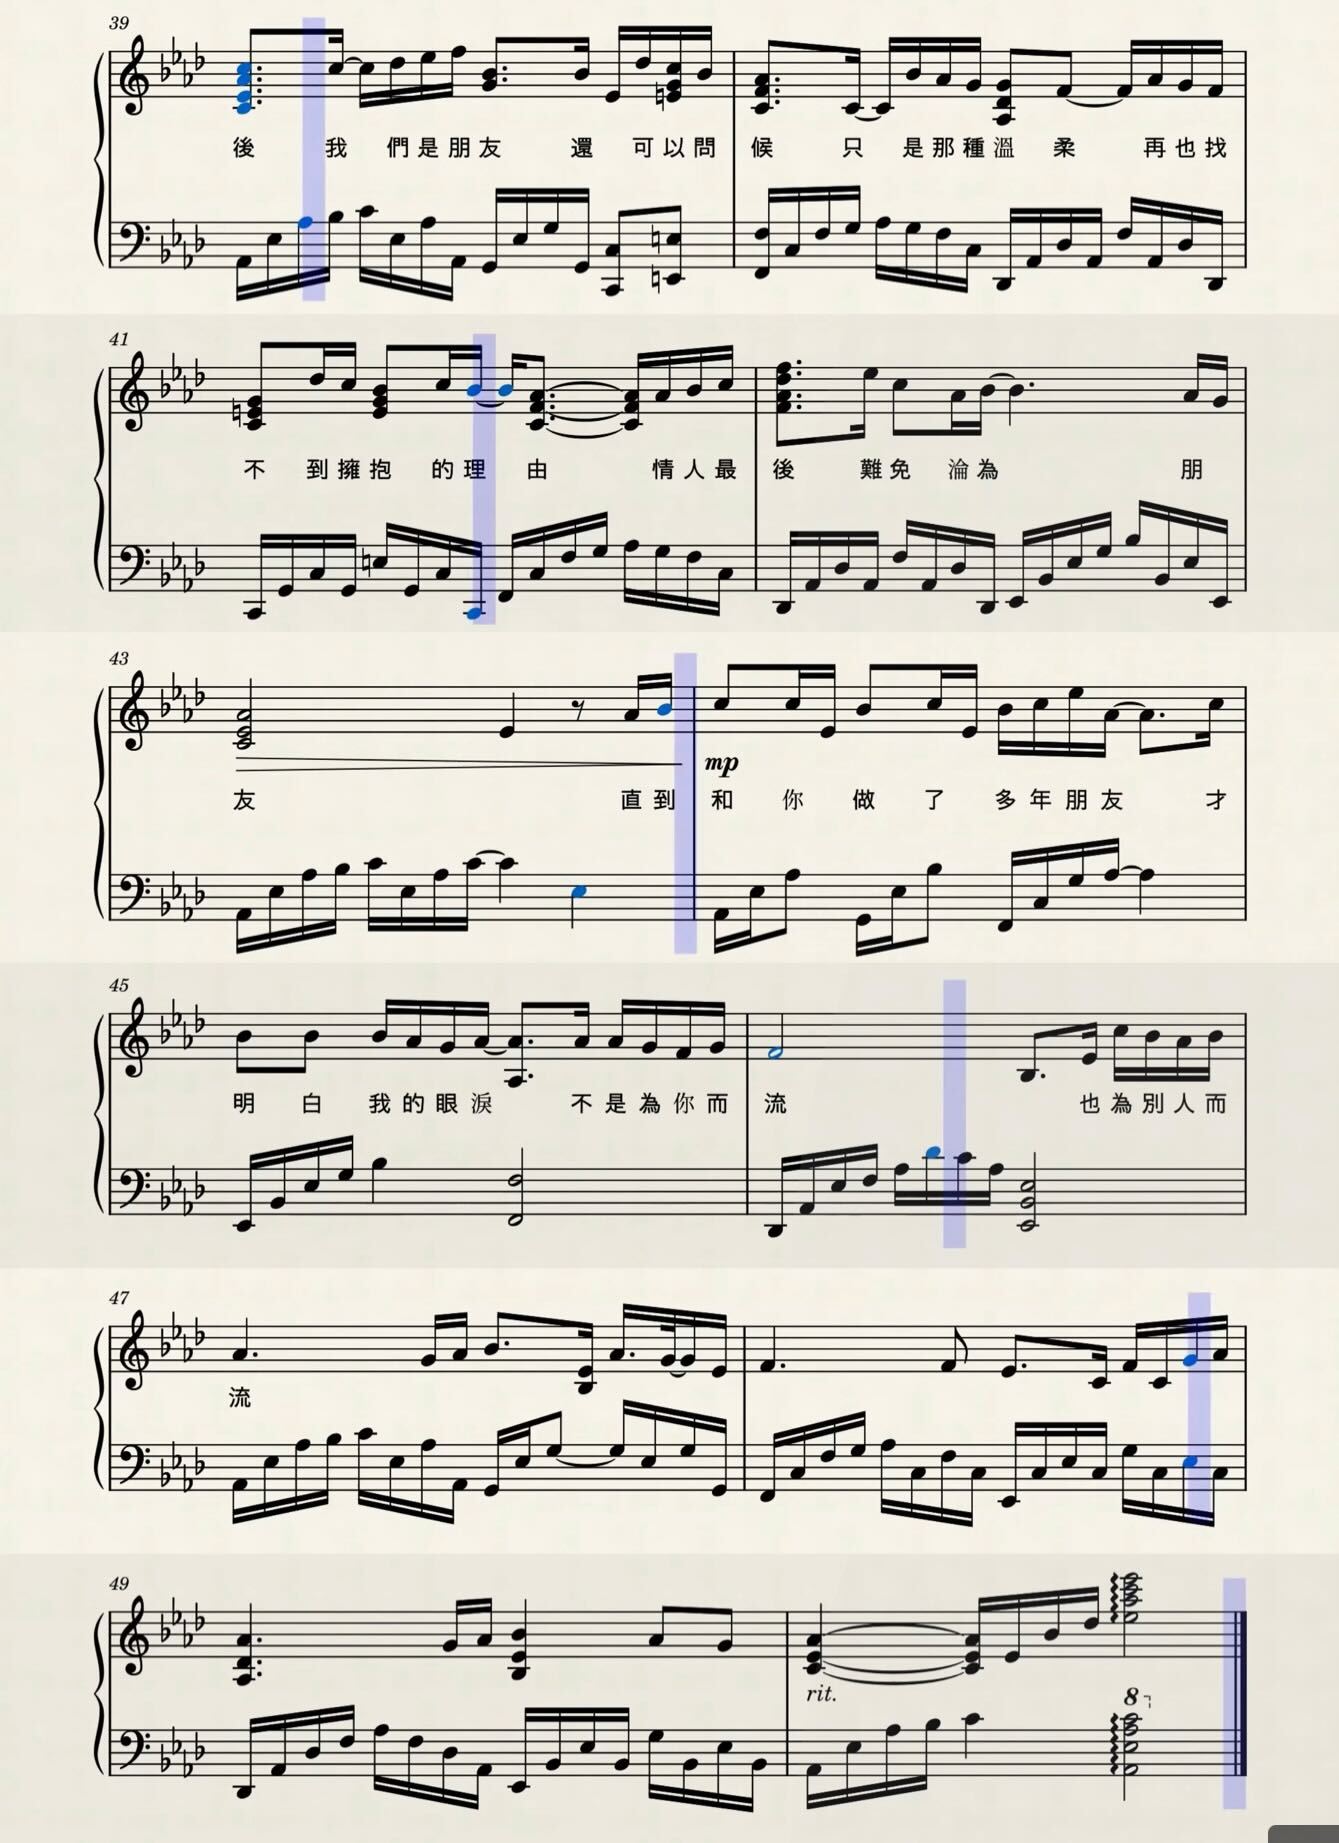 39
後 我 們 是 朋 友 還 可 以 問 候 只 是 那 種 溫 柔 再 也 找
41
不 到 擁 抱 的 理 由 情 人 最 後 難 免 淪 為 朋
43
mp
友 直 到 和 你 做 了 多 年 朋 友 才
45
明 白 我 的 眼 淚 不 是 為 你 而 流 也 為 別 人 而
47
流
49
rit.
8